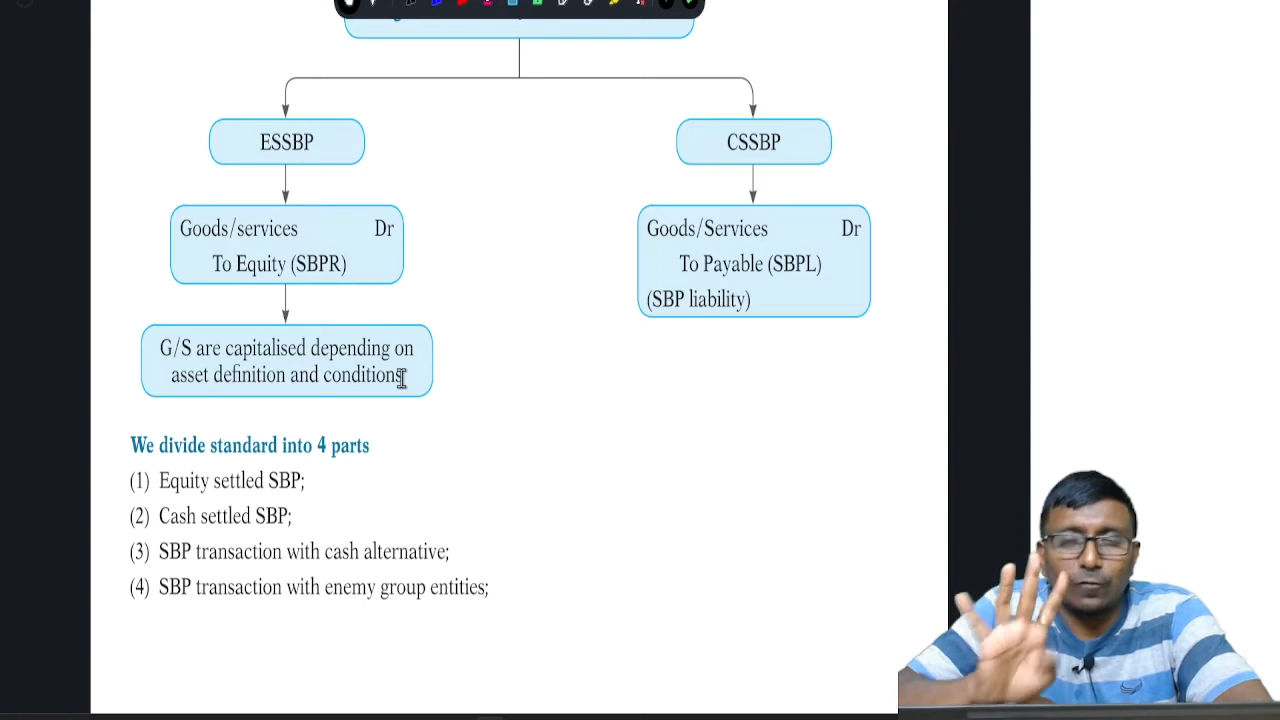 ESSBP
CSSBP
Goods/services Dr
To Equity (SBPR)
Goods/Services Dr
To Payable (SBPL)
(SBP liability)
G/S are capitalised depending on
asset definition and conditions
We divide standard into 4 parts
(1) Equity settled SBP;
(2) Cash settled SBP;
(3) SBP transaction with cash alternative;
(4) SBP transaction with enemy group entities;